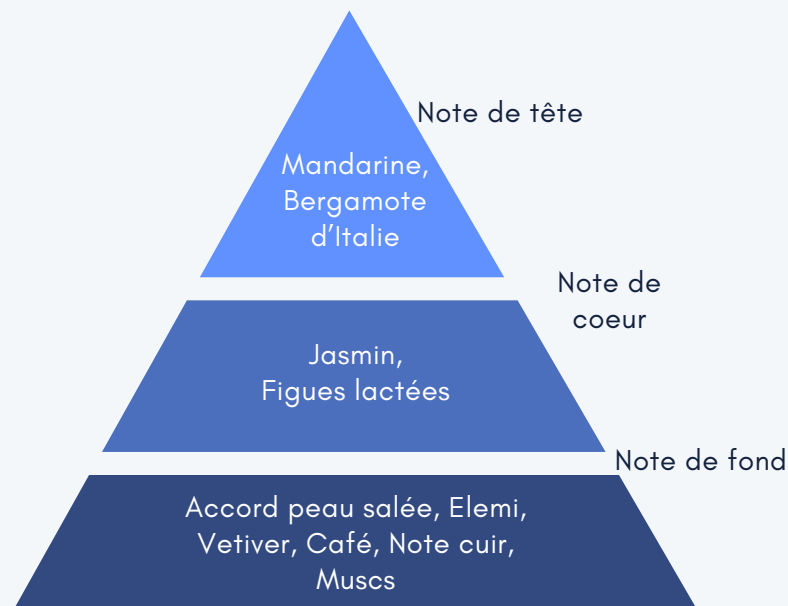 Note de tête
Mandarine,
Bergamote
d’Italie
Note de
coeur
Jasmin,
Figues lactées
Note de fond
Accord peau salée, Elemi,
Vetiver, Café, Note cuir,
Muscs